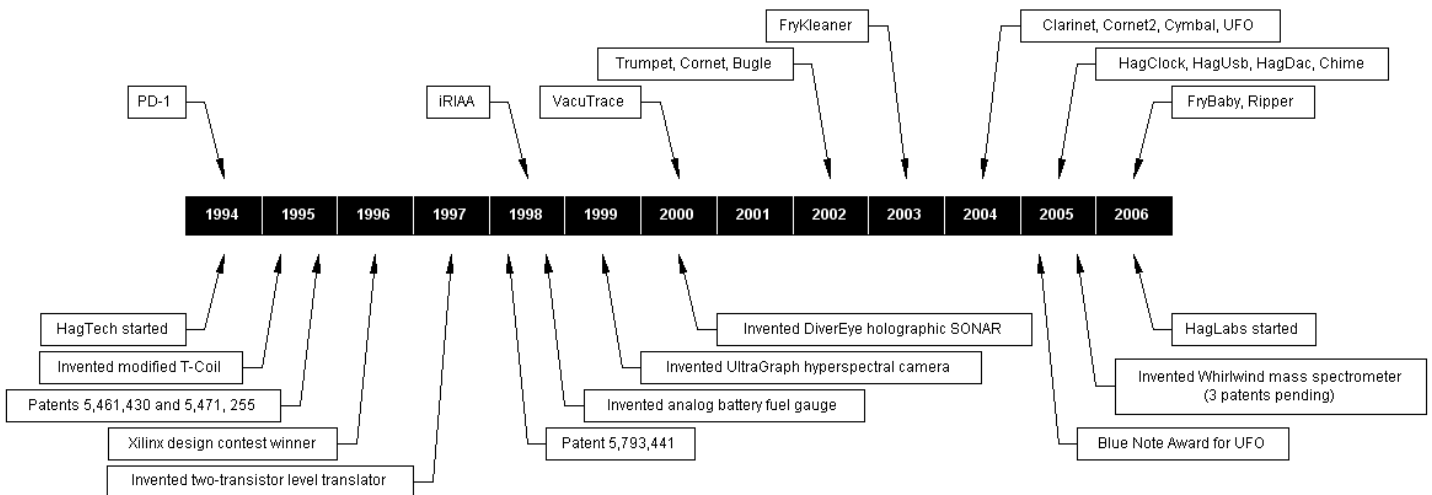 FryKleaner
Clarinet, Cornet2, Cymbal, UFO
Trumpet, Cornet, Bugle
HagClock, HagUsb, HagDac, Chime
PD-1
iRIAA
VacuTrace
FryBaby, Ripper
1994 1995 1996 1997 1998 1999 2000 2001 2002 2003 2004 2005 2006
HagTech started
Invented DiverEye holographic SONAR
HagLabs started
Invented modified T-Coil
Invented UltraGraph hyperspectral camera
Invented Whirlwind mass spectrometer
(3 patents pending)
Patents 5,461,430 and 5,471, 255
Invented analog battery fuel gauge
Xilinx design contest winner
Patent 5,793,441
Blue Note Award for UFO
Invented two-transistor level translator